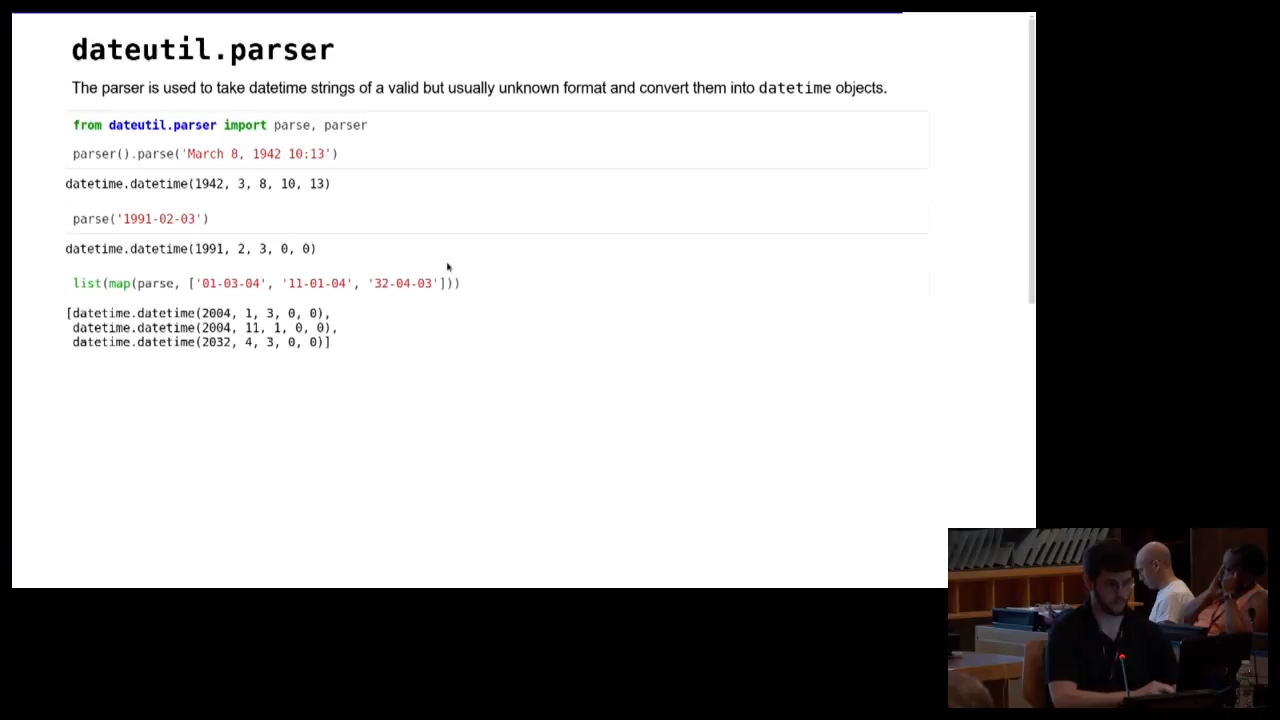 dateutil.parser
The parser is used to take datetime strings of a valid but usually unknown format and convert them into datetime objects.
from dateutil.parser import parse, parser
parser().parse('March 8, 1942 10:13')
datetime.datetime(1942, 3, 8, 10, 13)
parse('1991-02-03')
datetime.datetime(1991, 2, 3, 0, 0)
list(map(parse, ['01-03-04', '11-01-04', '32-04-03']))
[datetime.datetime(2004, 1, 3, 0, 0),
datetime.datetime(2004, 11, 1, 0, 0),
datetime.datetime(2032, 4, 3, 0, 0)]